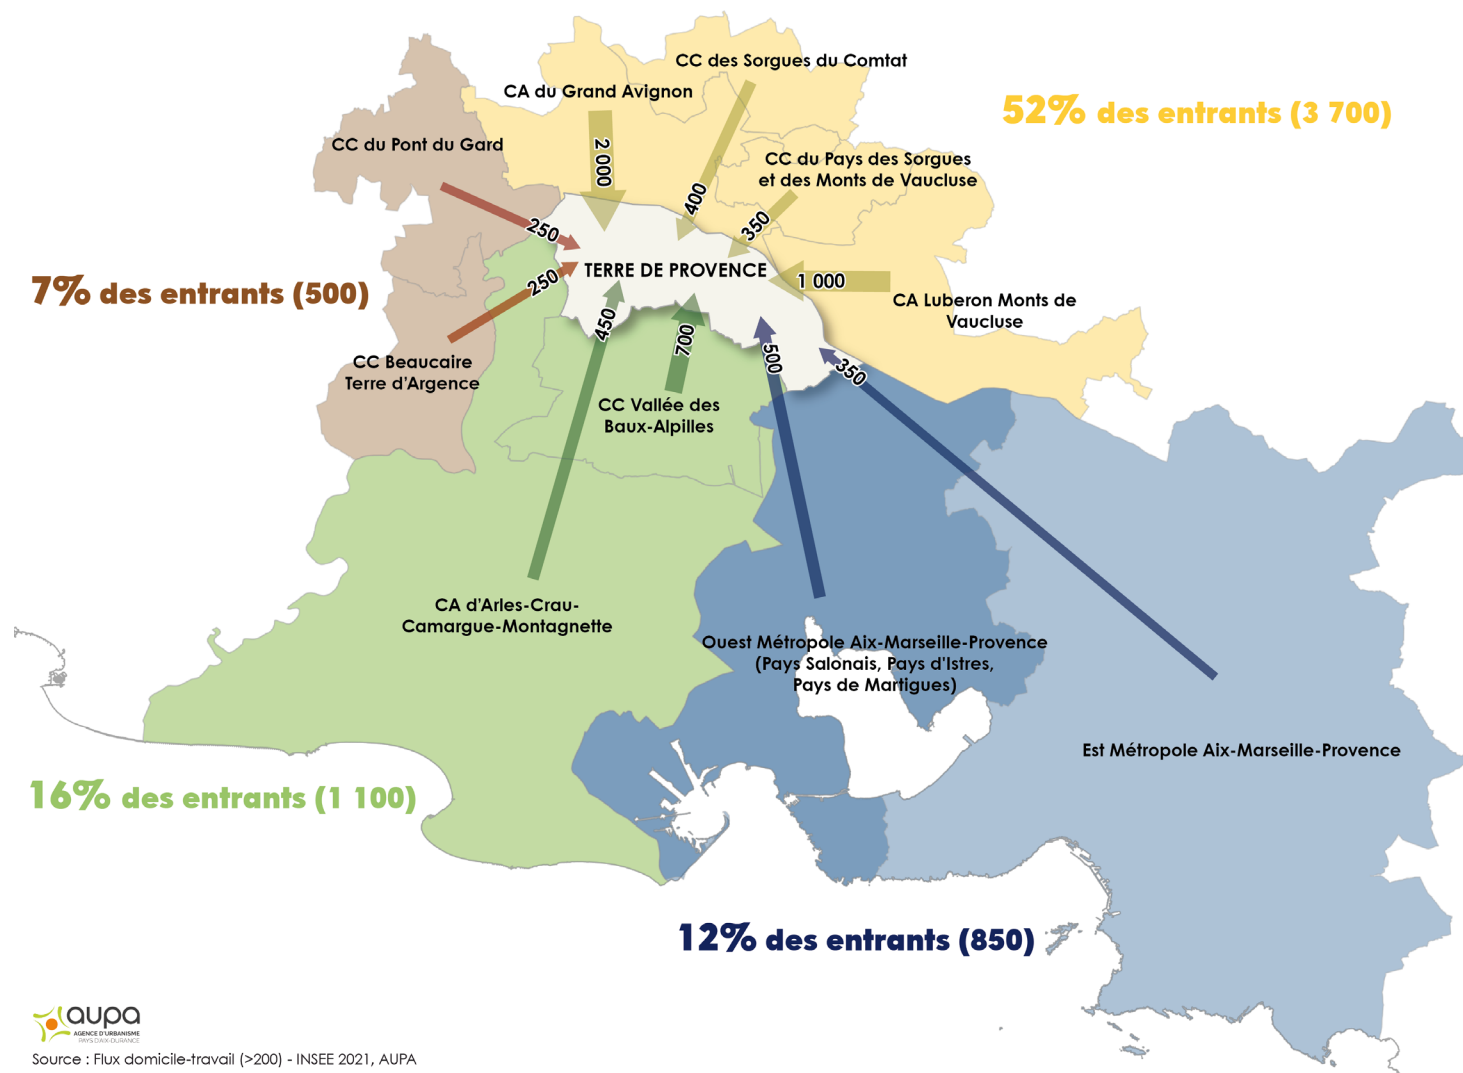 CC des Sorgues du Comtat
CA du Grand Avignon
52% des entrants (3 700)
CC du Pont du Gard
2 000
CC du Pays des Sorgues
et des Monts de Vaucluse
400
350
250
TERRE DE PROVENCE
1 000
7% des entrants (500)
250
CA Luberon Monts de
Vaucluse
450
700
500
350
CC Beaucaire
Terre d'Argence
CC Vallée des
Baux-Alpilles
CA d'Arles-Crau-
Camargue-Montagnette
Ouest Métropole Aix-Marseille-Provence
(Pays Salonais, Pays d'Istres,
Pays de Martigues)
Est Métropole Aix-Marseille-Provence
16% des entrants (1 100)
12% des entrants (850)
aupa
AGENCE D'URBANISME
PAYS D'AIX-DURANCE
Source : Flux domicile-travail (>200) - INSEE 2021, AUPA